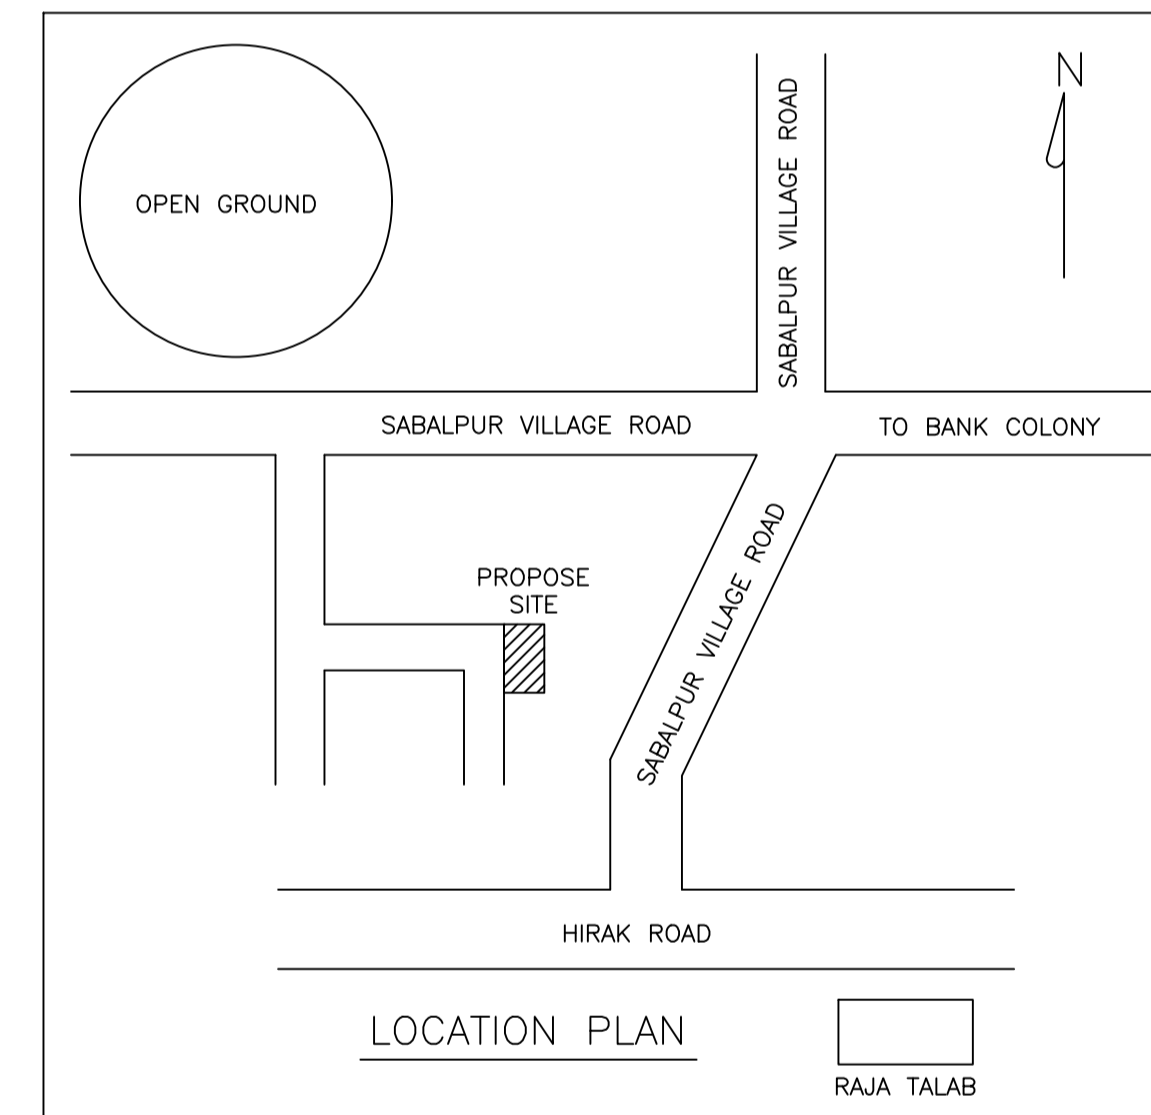 N
OPEN GROUND
SABALPUR VILLAGE ROAD
SABALPUR VILLAGE ROAD
TO BANK COLONY
SABALPUR VILLAGE ROAD
PROPOSE
SITE
HIRAK ROAD
LOCATION PLAN
RAJA TALAB